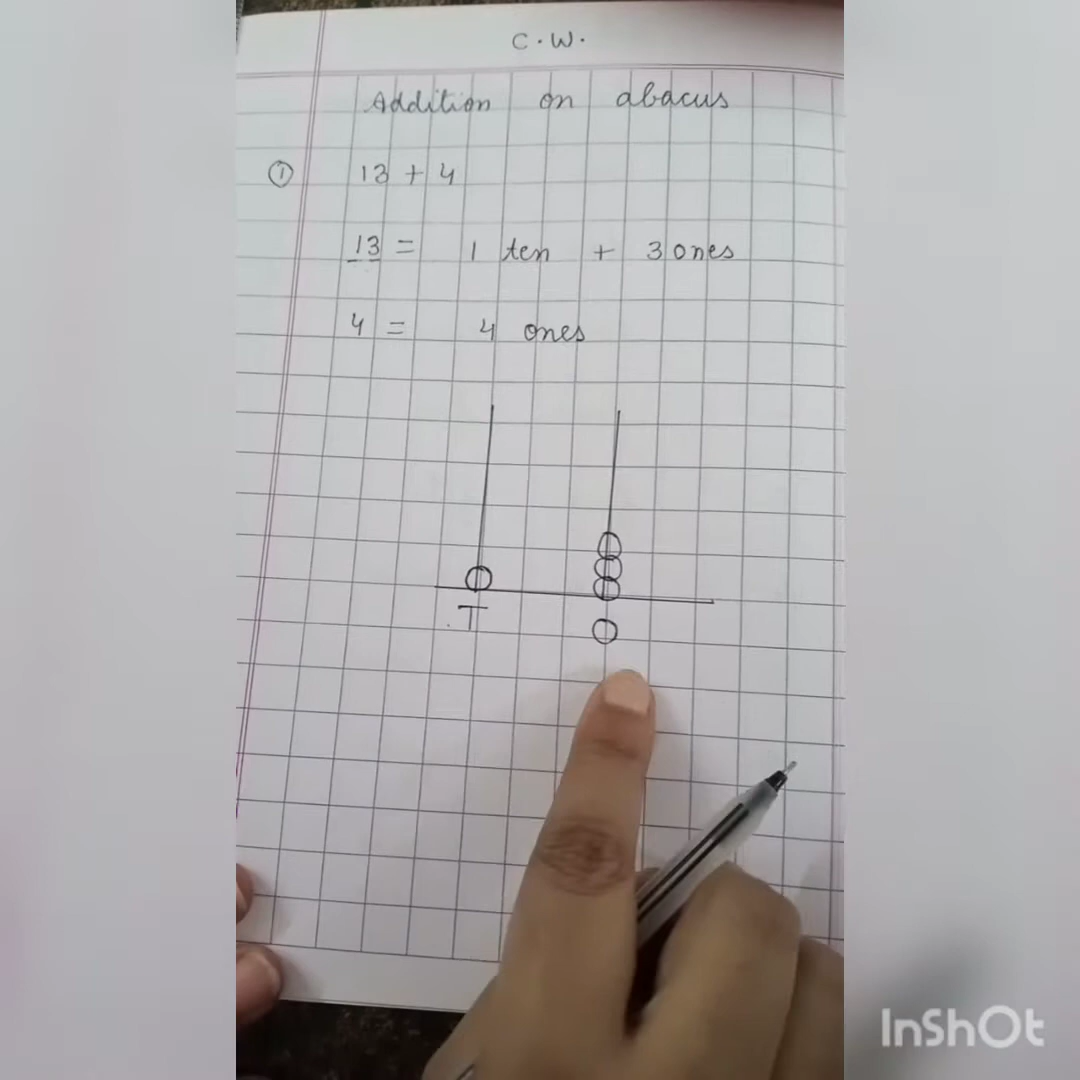 C.W.
Addition on abacus
① 13 + 4
13 = 1 ten + 3 ones
4 = 4 ones
T O
InShOt